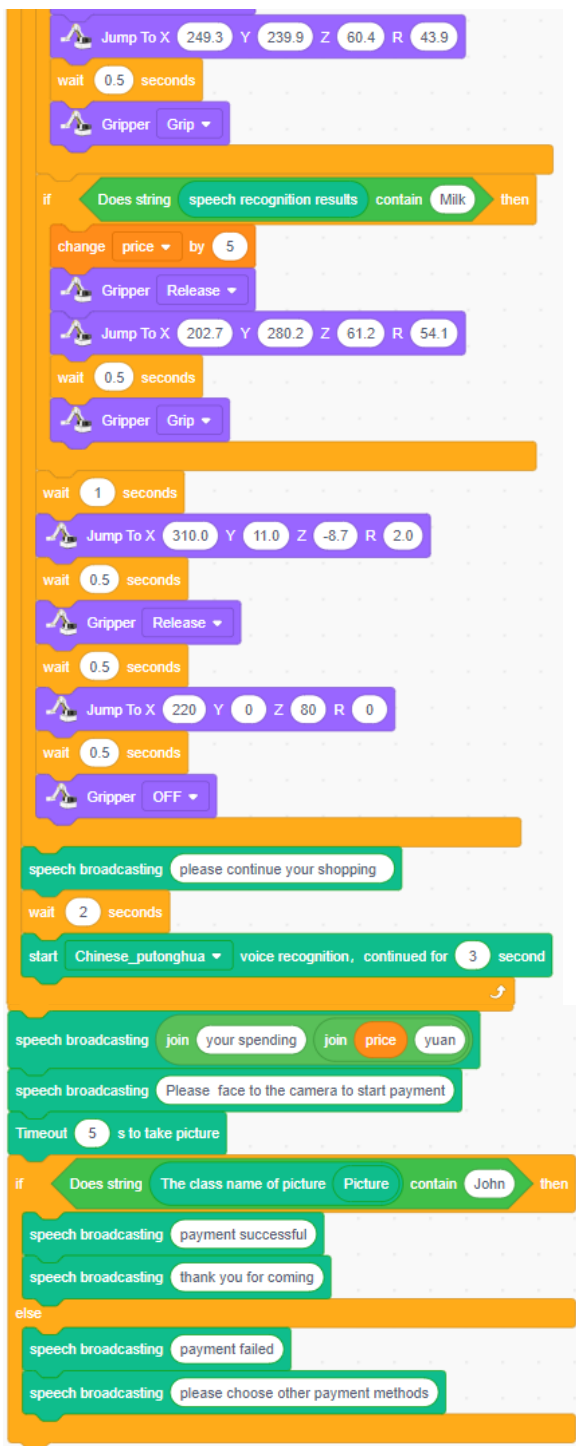 Jump To X 249.3 Y 239.9 Z 60.4 R 43.9
wait 0.5 seconds
Gripper Grip
if Does string speech recognition results contain Milk then
change price by 5
Gripper Release
Jump To X 202.7 Y 280.2 Z 61.2 R 54.1
wait 0.5 seconds
Gripper Grip
wait 1 seconds
Jump To X 310.0 Y 11.0 Z -8.7 R 2.0
wait 0.5 seconds
Gripper Release
wait 0.5 seconds
Jump To X 220 Y 0 Z 80 R 0
wait 0.5 seconds
Gripper OFF
speech broadcasting please continue your shopping
wait 2 seconds
start Chinese_putonghua voice recognition, continued for 3 second
speech broadcasting join your spending join price yuan
speech broadcasting Please face to the camera to start payment
Timeout 5 s to take picture
if Does string The class name of picture Picture contain John then
speech broadcasting payment successful
speech broadcasting thank you for coming
else
speech broadcasting payment failed
speech broadcasting please choose other payment methods